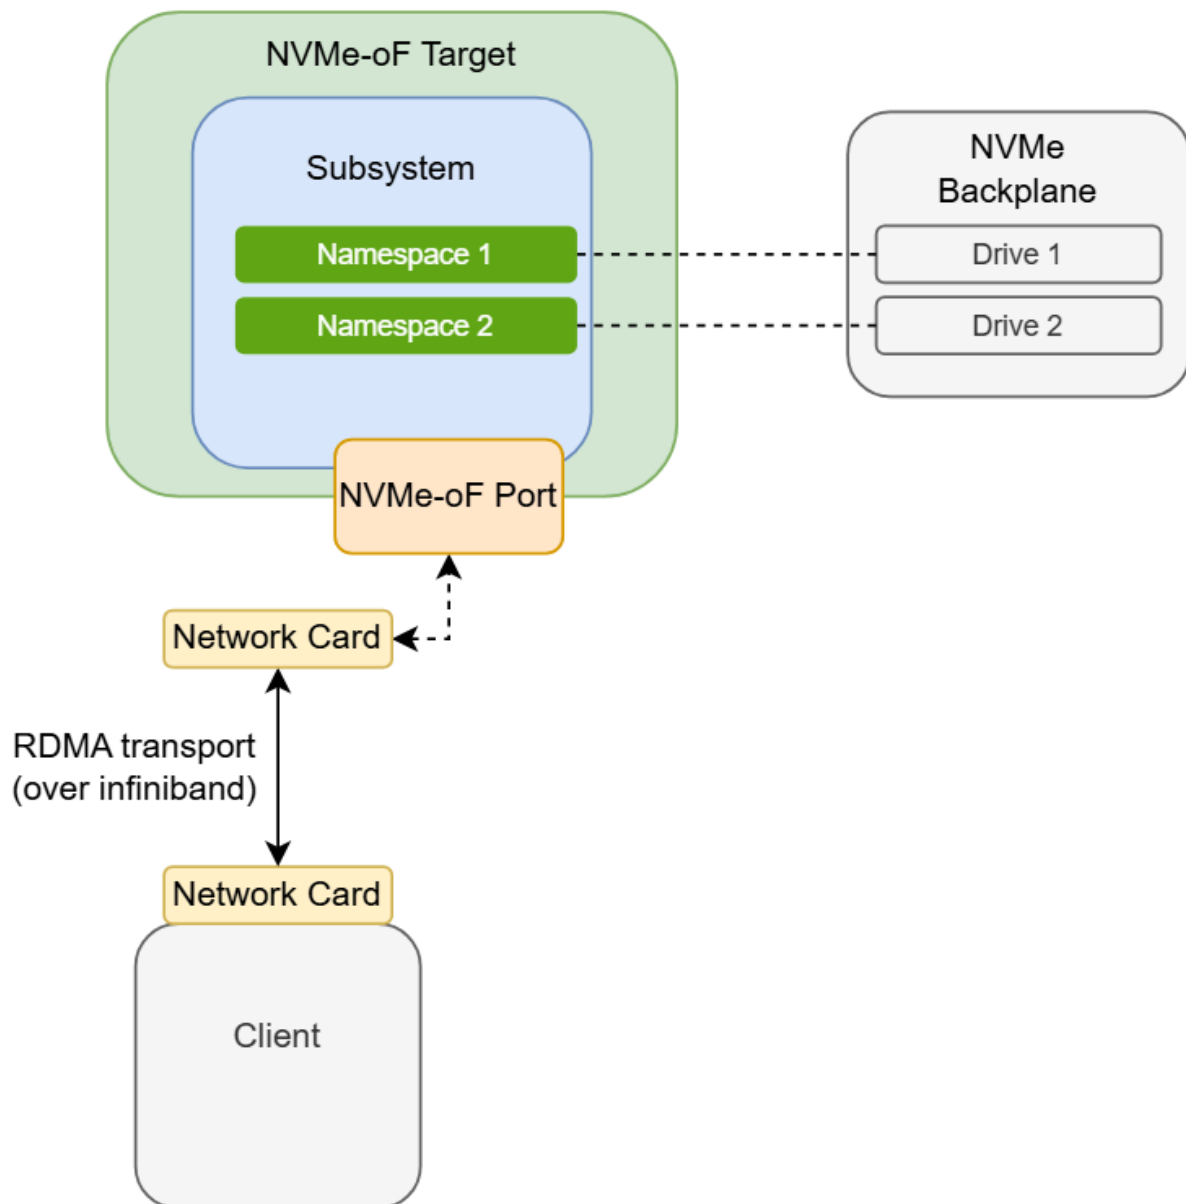 NVMe-oF Target
Subsystem
Namespace 1
Namespace 2
NVMe
Backplane
Drive 1
Drive 2
NVMe-oF Port
Network Card
RDMA transport
(over infiniband)
Network Card
Client